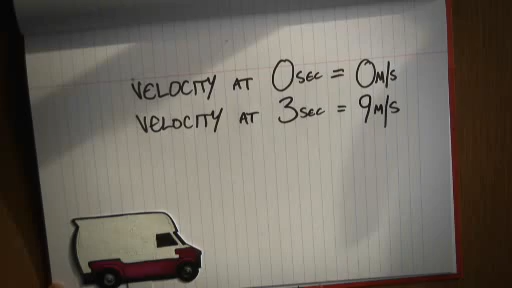 VELOCITY AT 0SEC = 0M/S
VELOCITY AT 3SEC = 9M/S